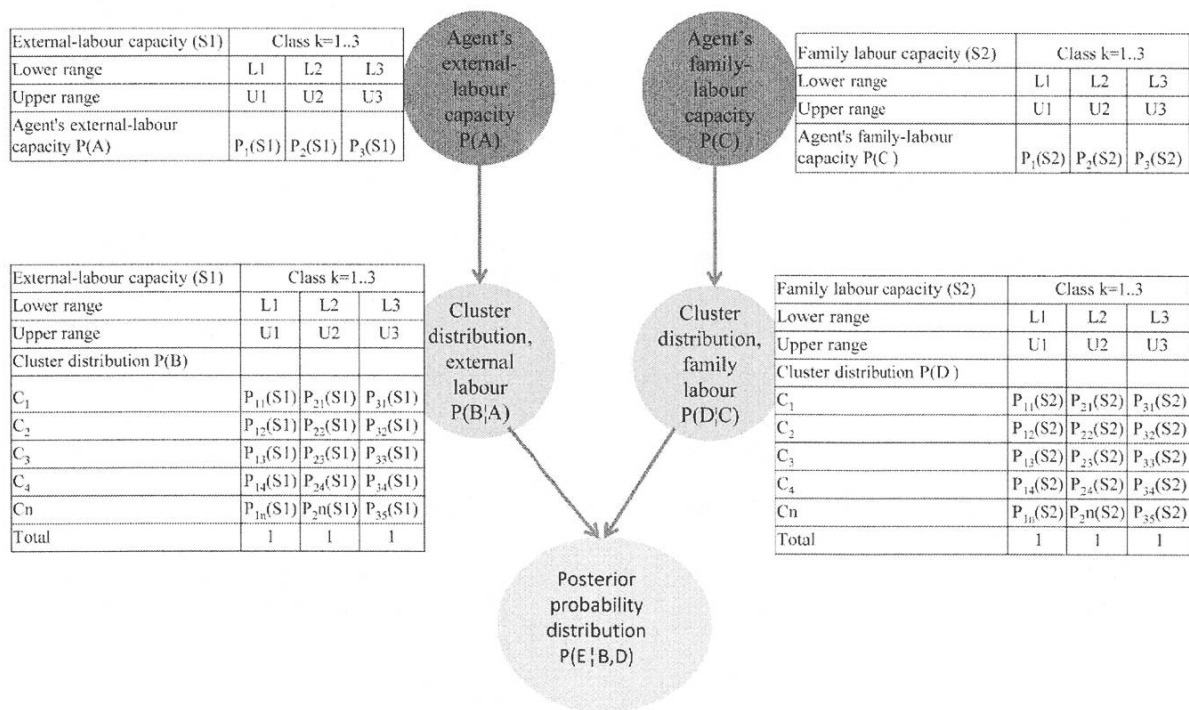 External-labour capacity (S1) Class k=1..3
Lower range L1 L2 L3
Upper range U1 U2 U3
Agent's external-labour
capacity P(A) P₁(S1) P₂(S1) P₃(S1)
Agent's
external-
labour
capacity
P(A)
Agent's
family-
labour
capacity
P(C)
Family labour capacity (S2) Class k=1..3
Lower range L1 L2 L3
Upper range U1 U2 U3
Agent's family-labour
capacity P(C) P₁(S2) P₂(S2) P₃(S2)
External-labour capacity (S1) Class k=1..3
Lower range L1 L2 L3
Upper range U1 U2 U3
Cluster distribution P(B)
C₁ P₁₁(S1) P₂₁(S1) P₃₁(S1)
C₂ P₁₂(S1) P₂₂(S1) P₃₂(S1)
C₃ P₁₃(S1) P₂₃(S1) P₃₃(S1)
C₄ P₁₄(S1) P₂₄(S1) P₃₄(S1)
Cn P₁ₙ(S1) P₂n(S1) P₃₅(S1)
Total 1 1 1
Cluster
distribution,
external
labour
P(B¦A)
Cluster
distribution,
family
labour
P(D¦C)
Family labour capacity (S2) Class k=1..3
Lower range L1 L2 L3
Upper range U1 U2 U3
Cluster distribution P(D )
C₁ P₁₁(S2) P₂₁(S2) P₃₁(S2)
C₂ P₁₂(S2) P₂₂(S2) P₃₂(S2)
C₃ P₁₃(S2) P₂₃(S2) P₃₃(S2)
C₄ P₁₄(S2) P₂₄(S2) P₃₄(S2)
Cn P₁ₙ(S2) P₂n(S2) P₃₅(S2)
Total 1 1 1
Posterior
probability
distribution
P(E¦B,D)